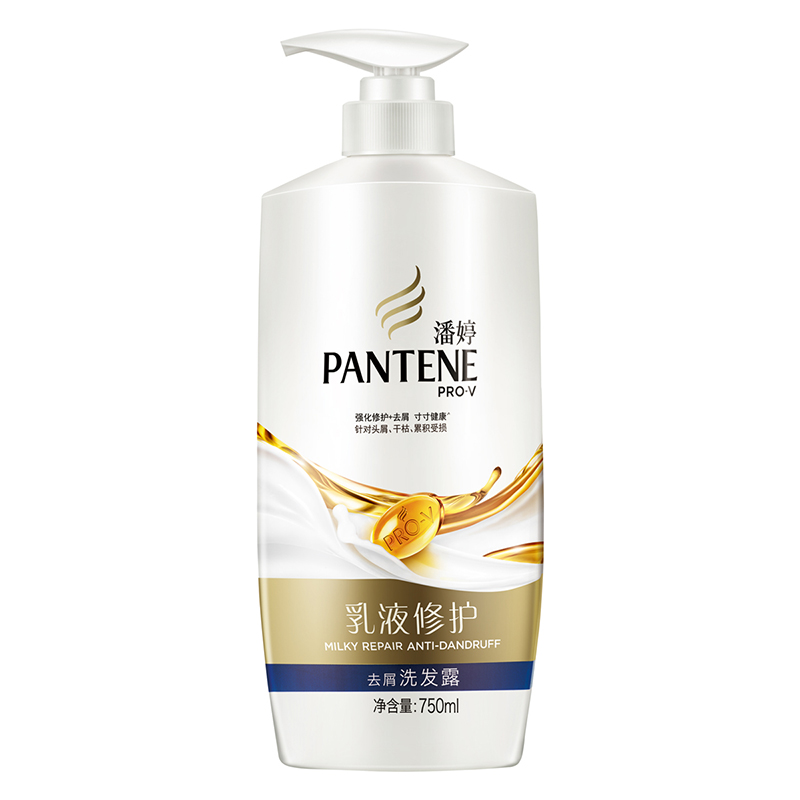 潘婷
PANTENE
PRO-V
强化修护+去屑 寸寸健康^
针对头屑、干枯、累积受损
PRO-V
乳液修护
MILKY REPAIR ANTI-DANDRUFF
去屑洗发露
净含量:750ml